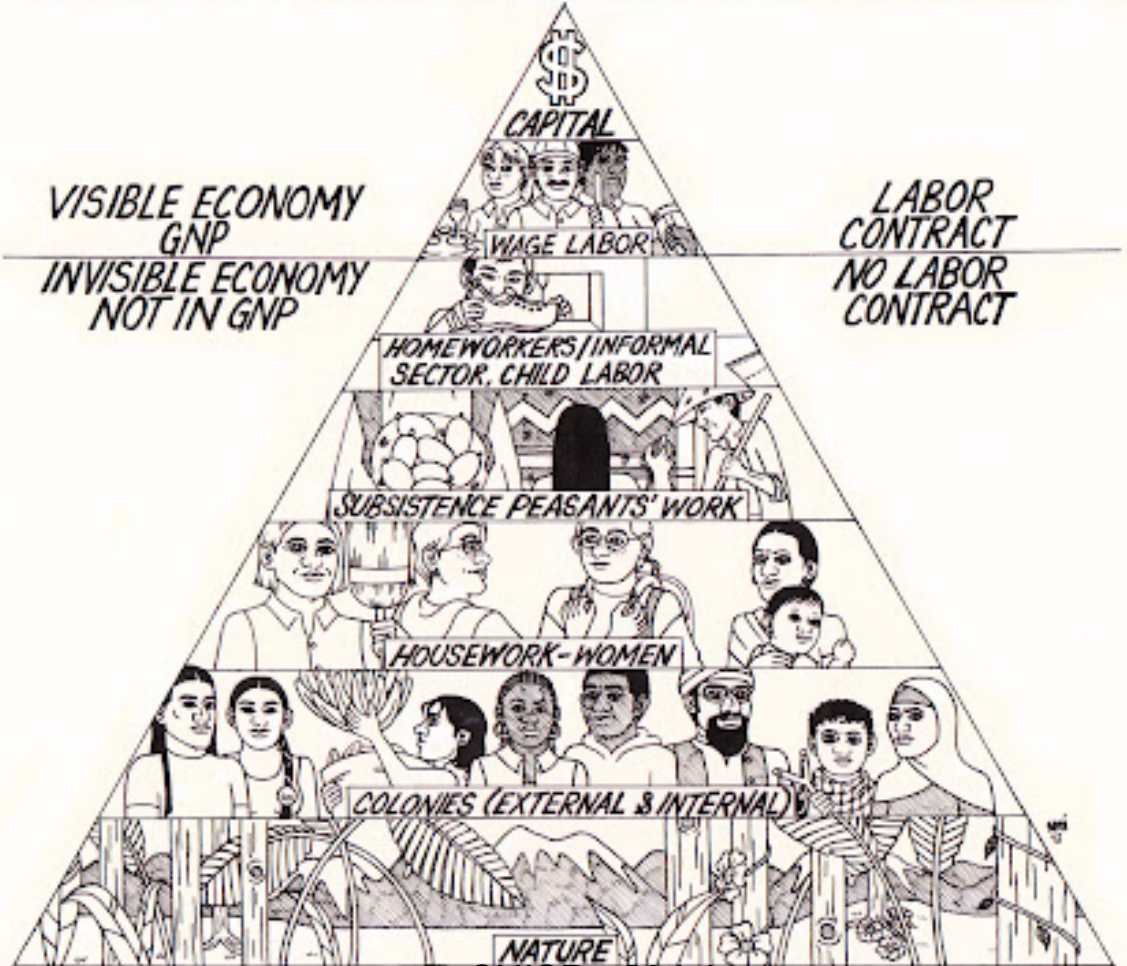 $
CAPITAL
VISIBLE ECONOMY
GNP
LABOR
CONTRACT
WAGE LABOR
INVISIBLE ECONOMY
NOT IN GNP
NO LABOR
CONTRACT
HOMEWORKERS/INFORMAL
SECTOR. CHILD LABOR
SUBSISTENCE PEASANTS' WORK
HOUSEWORK-WOMEN
COLONIES (EXTERNAL & INTERNAL)
NATURE